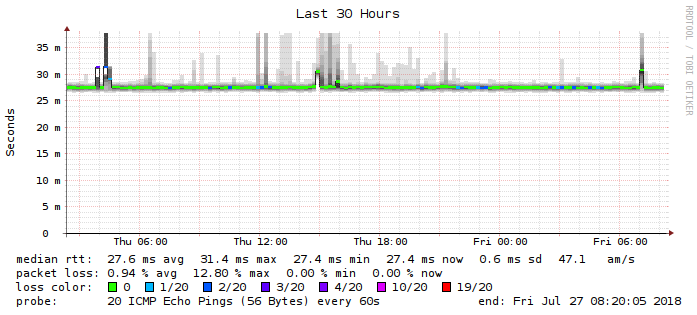 Last 30 Hours
RRDTOOL / TOBI OETIKER
Seconds
35 m
30 m
25 m
20 m
15 m
10 m
5 m
0
Thu 06:00 Thu 12:00 Thu 18:00 Fri 00:00 Fri 06:00
median rtt: 27.6 ms avg 31.4 ms max 27.4 ms min 27.4 ms now 0.6 ms sd 47.1 am/s
packet loss: 0.94 % avg 12.80 % max 0.00 % min 0.00 % now
loss color: 0 1/20 2/20 3/20 4/20 10/20 19/20
probe: 20 ICMP Echo Pings (56 Bytes) every 60s end: Fri Jul 27 08:20:05 2018